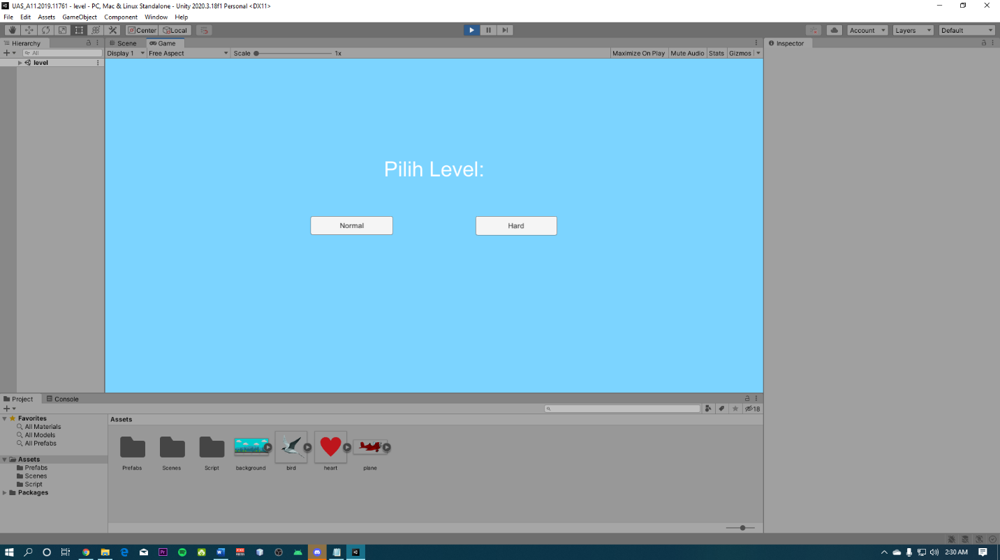 UAS_A11.2019.11761 - level - PC, Mac & Linux Standalone - Unity 2020.3.18f1 Personal <DX11>
File Edit Assets GameObject Component Window Help
Center Local Account Layers Default
Hierarchy Scene Game Inspector
All Display 1 Free Aspect Scale 1x Maximize On Play Mute Audio Stats Gizmos
level
Pilih Level:
Normal Hard
Project Console
18
Favorites
All Materials
All Models
All Prefabs
Assets
Prefabs
Scenes
Script
Packages
Assets
Prefabs Scenes Script background bird heart plane
Pr
2:30 AM